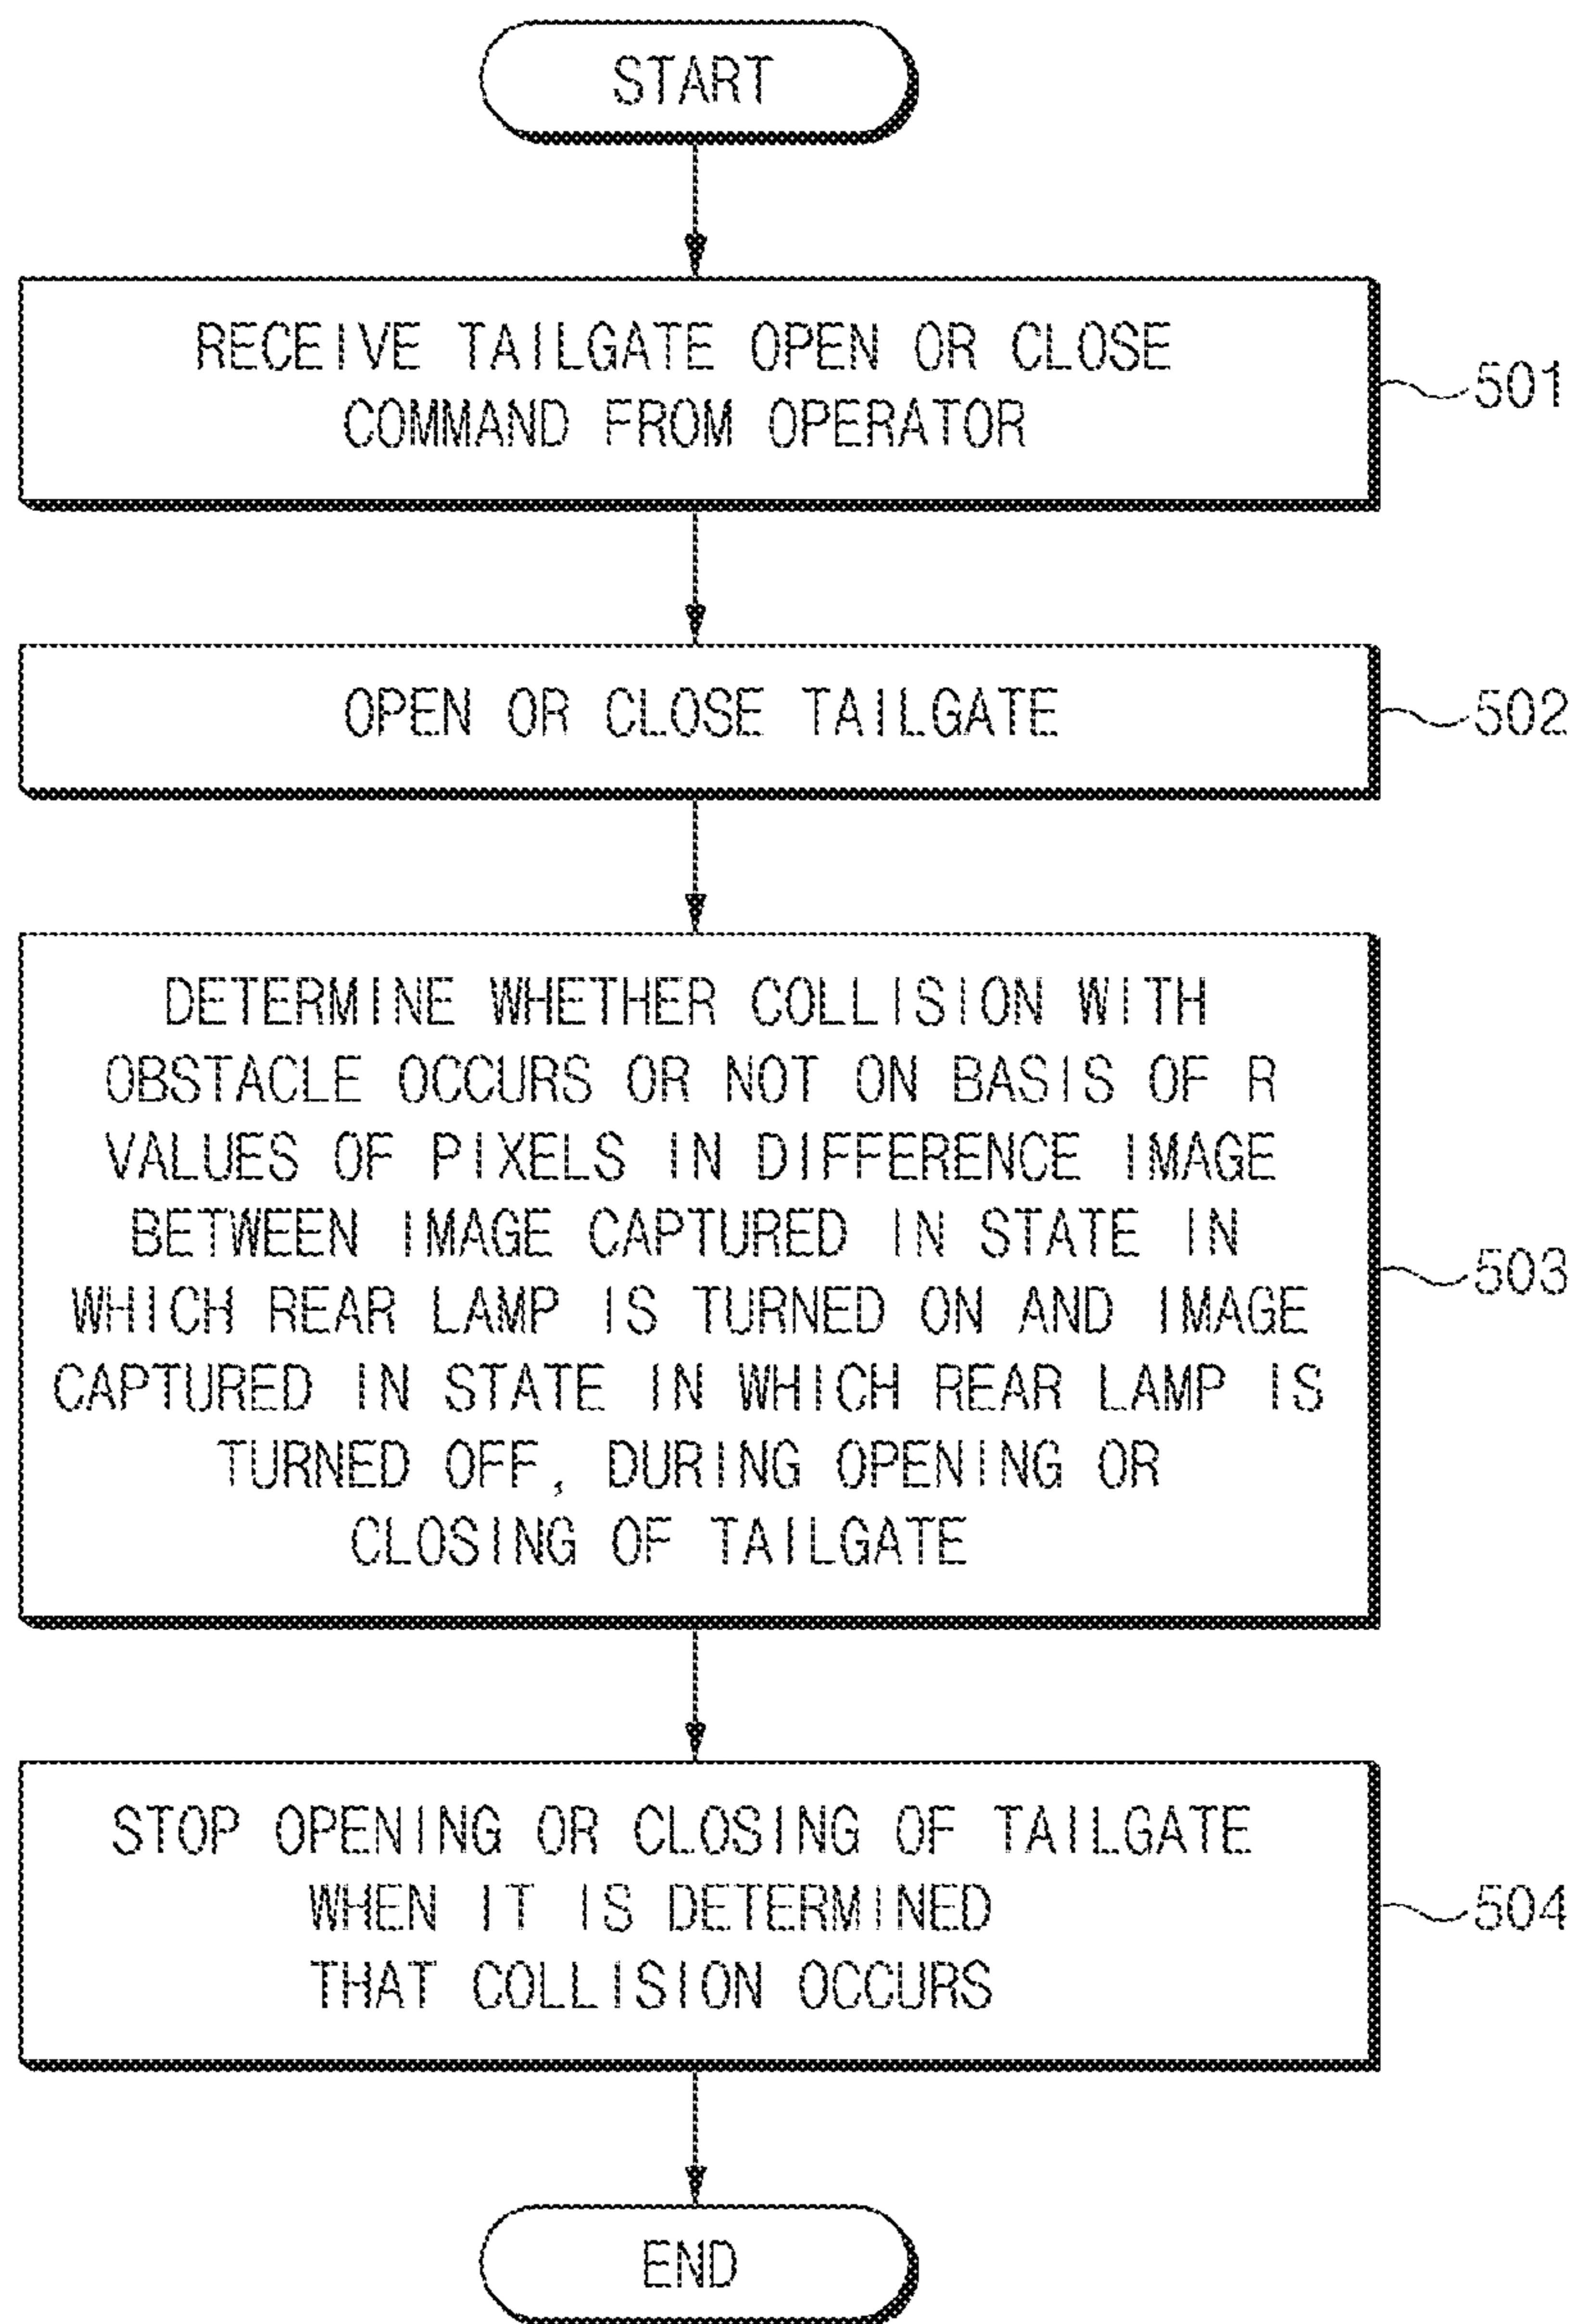 START
RECEIVE TAILGATE OPEN OR CLOSE
COMMAND FROM OPERATOR
501
OPEN OR CLOSE TAILGATE
502
DETERMINE WHETHER COLLISION WITH
OBSTACLE OCCURS OR NOT ON BASIS OF R
VALUES OF PIXELS IN DIFFERENCE IMAGE
BETWEEN IMAGE CAPTURED IN STATE IN
WHICH REAR LAMP IS TURNED ON AND IMAGE
CAPTURED IN STATE IN WHICH REAR LAMP IS
TURNED OFF, DURING OPENING OR
CLOSING OF TAILGATE
503
STOP OPENING OR CLOSING OF TAILGATE
WHEN IT IS DETERMINED
THAT COLLISION OCCURS
504
END